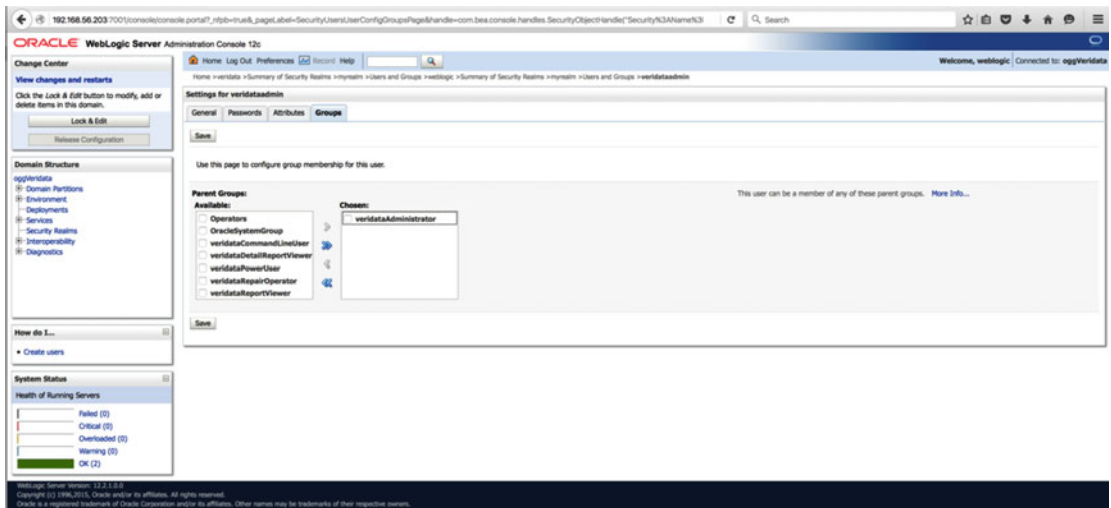 192.168.56.203:7001/console/console.portal?_nfpb=true&_pageLabel=SecurityUsersUserConfigGroupsPage&handle=com.bea.console.handles.SecurityObjectHandle("Security%3AName%3I
Search
ORACLE WebLogic Server Administration Console 12c
Change Center
View changes and restarts
Click the Lock & Edit button to modify, add or
delete items in this domain.
Lock & Edit
Release Configuration
Domain Structure
oggVeridata
Domain Partitions
Environment
Deployments
Services
Security Realms
Interoperability
Diagnostics
How do I...
Create users
System Status
Health of Running Servers
Failed (0)
Critical (0)
Overloaded (0)
Warning (0)
OK (2)
Home Log Out Preferences Record Help
Welcome, weblogic Connected to: oggVeridata
Home >veridata >Summary of Security Realms >myrealm >Users and Groups >weblogic >Summary of Security Realms >myrealm >Users and Groups >veridataadmin
Settings for veridataadmin
General Passwords Attributes Groups
Save
Use this page to configure group membership for this user.
Parent Groups:
Available:
Operators
OracleSystemGroup
veridataCommandLineUser
veridataDetailReportViewer
veridataPowerUser
veridataRepairOperator
veridataReportViewer
Chosen:
veridataAdministrator
This user can be a member of any of these parent groups. More Info...
Save
WebLogic Server Version: 12.2.1.0.0
Copyright (c) 1996,2015, Oracle and/or its affiliates. All rights reserved.
Oracle is a registered trademark of Oracle Corporation and/or its affiliates. Other names may be trademarks of their respective owners.